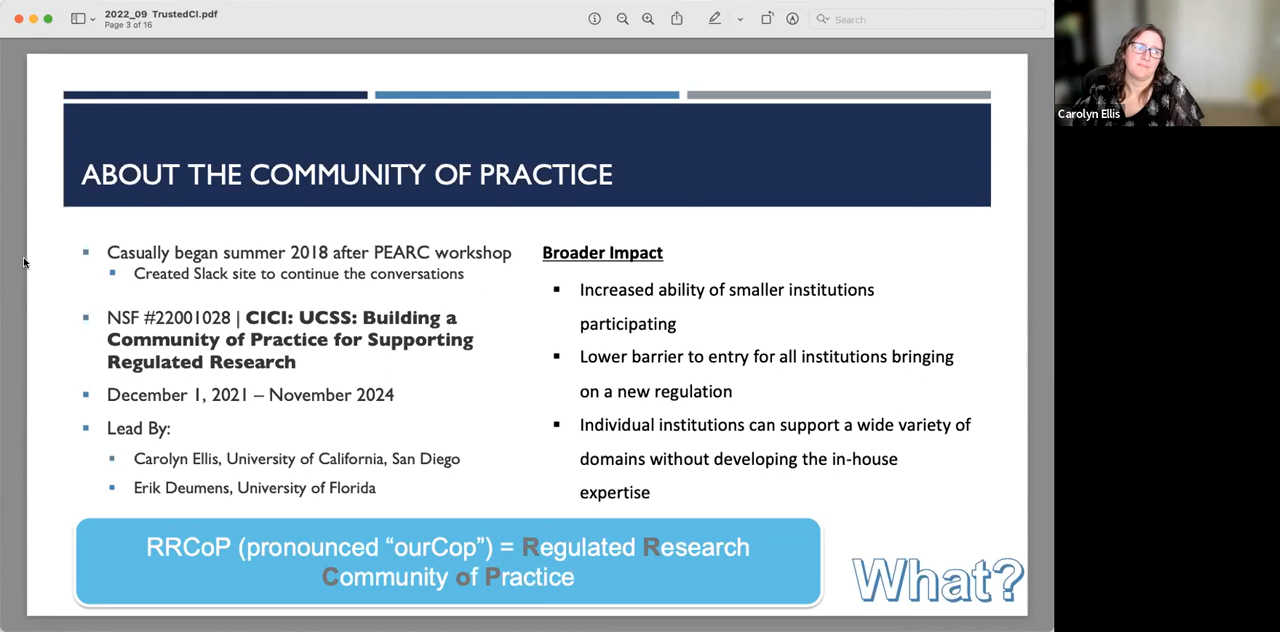 2022_09 TrustedCI.pdf
Page 3 of 16
Search
Carolyn Ellis
ABOUT THE COMMUNITY OF PRACTICE
Casually began summer 2018 after PEARC workshop
Created Slack site to continue the conversations
NSF #22001028 | CICI: UCSS: Building a
Community of Practice for Supporting
Regulated Research
December 1, 2021 – November 2024
Lead By:
Carolyn Ellis, University of California, San Diego
Erik Deumens, University of Florida
Broader Impact
Increased ability of smaller institutions
participating
Lower barrier to entry for all institutions bringing
on a new regulation
Individual institutions can support a wide variety of
domains without developing the in-house
expertise
RRCoP (pronounced “ourCop”) = Regulated Research
Community of Practice
What?